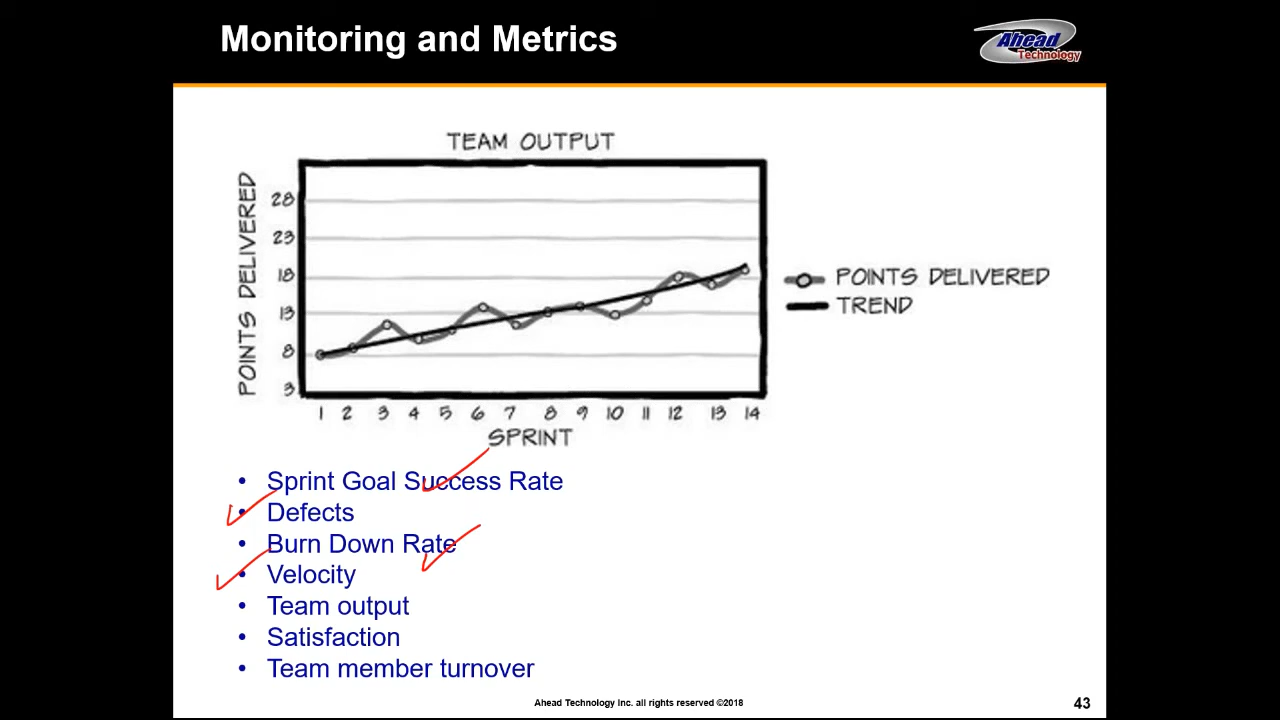 Monitoring and Metrics
Ahead
Technology
TEAM OUTPUT
POINTS DELIVERED
28
23
18
13
8
3
1 2 3 4 5 6 7 8 9 10 11 12 13 14
SPRINT
POINTS DELIVERED
TREND
• Sprint Goal Success Rate
• Defects
• Burn Down Rate
• Velocity
• Team output
• Satisfaction
• Team member turnover
Ahead Technology Inc. all rights reserved ©2018
43